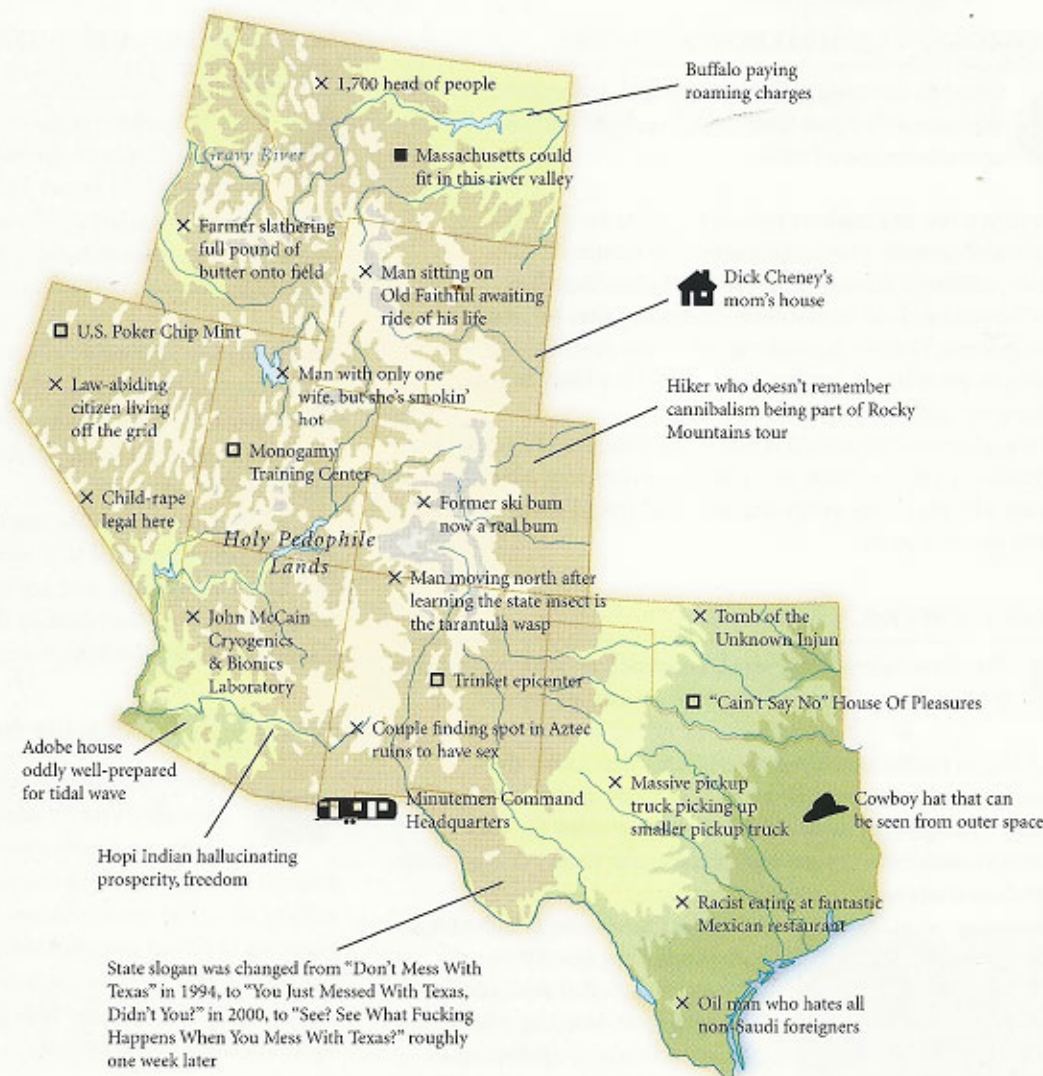 1,700 head of people
Buffalo paying
roaming charges
Gravy River
Massachusetts could
fit in this river valley
Farmer slathering
full pound of
butter onto field
Man sitting on
Old Faithful awaiting
ride of his life
Dick Cheney's
mom's house
U.S. Poker Chip Mint
Law-abiding
citizen living
off the grid
Man with only one
wife, but she's smokin'
hot
Hiker who doesn't remember
cannibalism being part of Rocky
Mountains tour
Monogamy
Training Center
Child-rape
legal here
Former ski bum
now a real bum
Holy Pedophile
Lands
Man moving north after
learning the state insect is
the tarantula wasp
John McCain
Cryogenics
& Bionics
Laboratory
Tomb of the
Unknown Injun
Trinket epicenter
"Cain't Say No" House Of Pleasures
Couple finding spot in Aztec
ruins to have sex
Adobe house
oddly well-prepared
for tidal wave
Massive pickup
truck picking up
smaller pickup truck
Cowboy hat that can
be seen from outer space
Minutemen Command
Headquarters
Hopi Indian hallucinating
prosperity, freedom
Racist eating at fantastic
Mexican restaurant
State slogan was changed from "Don't Mess With
Texas" in 1994, to "You Just Messed With Texas,
Didn't You?" in 2000, to "See? See What Fucking
Happens When You Mess With Texas?" roughly
one week later
Oil man who hates all
non-Saudi foreigners